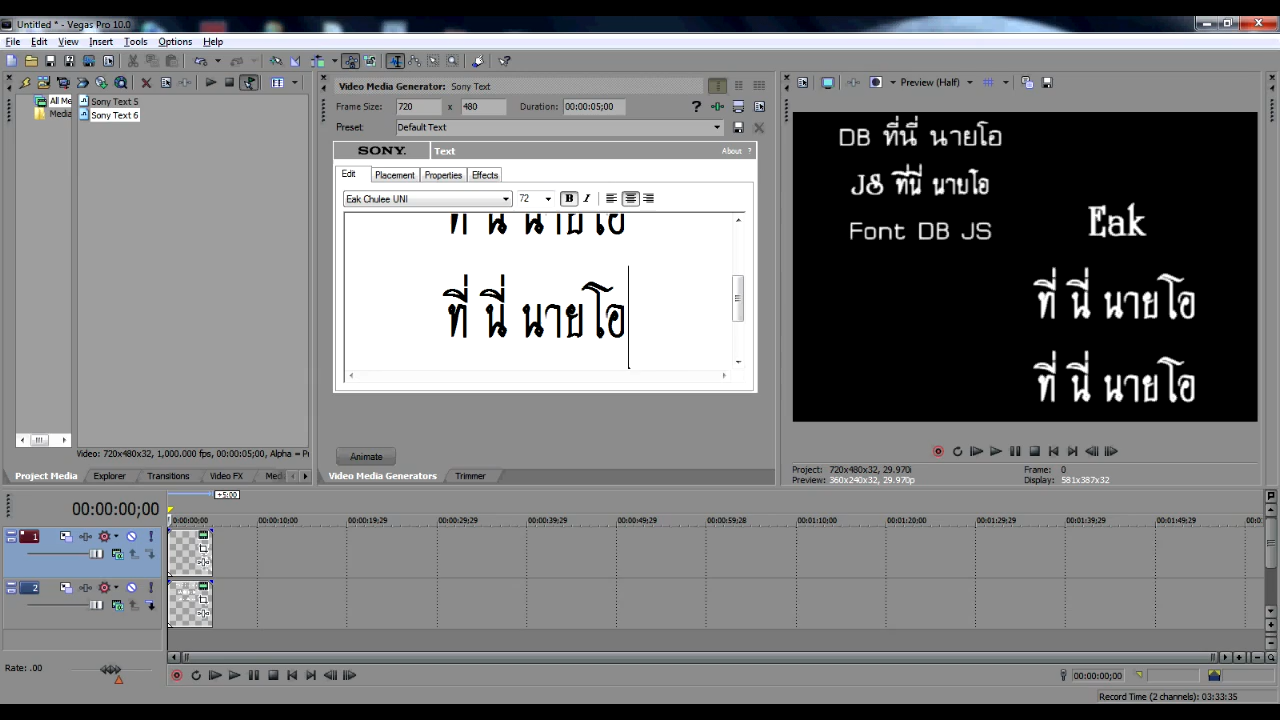 Untitled * - Vegas Pro 10.0
File Edit View Insert Tools Options Help
All Me
Media
Sony Text 5
Sony Text 6
Video: 720x480x32, 1,000.000 fps, 00:00:05;00, Alpha = P
Project Media Explorer Transitions Video FX Med
Video Media Generator: Sony Text
Frame Size: 720 x 480 Duration: 00:00:05;00
Preset: Default Text
SONY. Text About ?
Edit Placement Properties Effects
Eak Chulee UNI 72 B I
ที่ นี่ นายโอ
ที่ นี่ นายโอ
Animate
Video Media Generators Trimmer
Preview (Half)
DB ที่นี่ นายโอ
JS ที่นี่ นายโอ
Font DB JS
Eak
ที่ นี่ นายโอ
ที่ นี่ นายโอ
Project: 720x480x32, 29.970i
Preview: 360x240x32, 29.970p
Frame: 0
Display: 581x387x32
+5:00
00:00:00;00
00:00:00;00 00:00:10;00 00:00:19;29 00:00:29;29 00:00:39;29 00:00:49;29 00:00:59;28 00:01:10;00 00:01:20;00 00:01:29;29 00:01:39;29 00:01:49;29 00:0
1
2
Rate: .00
00:00:00;00
Record Time (2 channels): 03:33:35